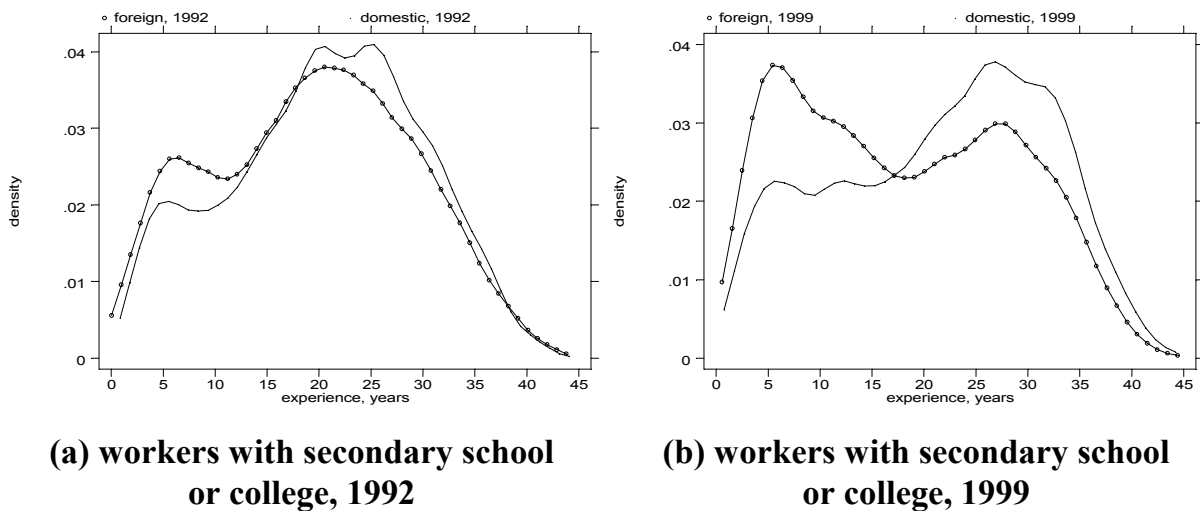 foreign, 1992 domestic, 1992
.04
.03
.02
.01
0
density
0 5 10 15 20 25 30 35 40 45
experience, years
(a) workers with secondary school
or college, 1992
foreign, 1999 domestic, 1999
.04
.03
.02
.01
0
density
0 5 10 15 20 25 30 35 40 45
experience, years
(b) workers with secondary school
or college, 1999